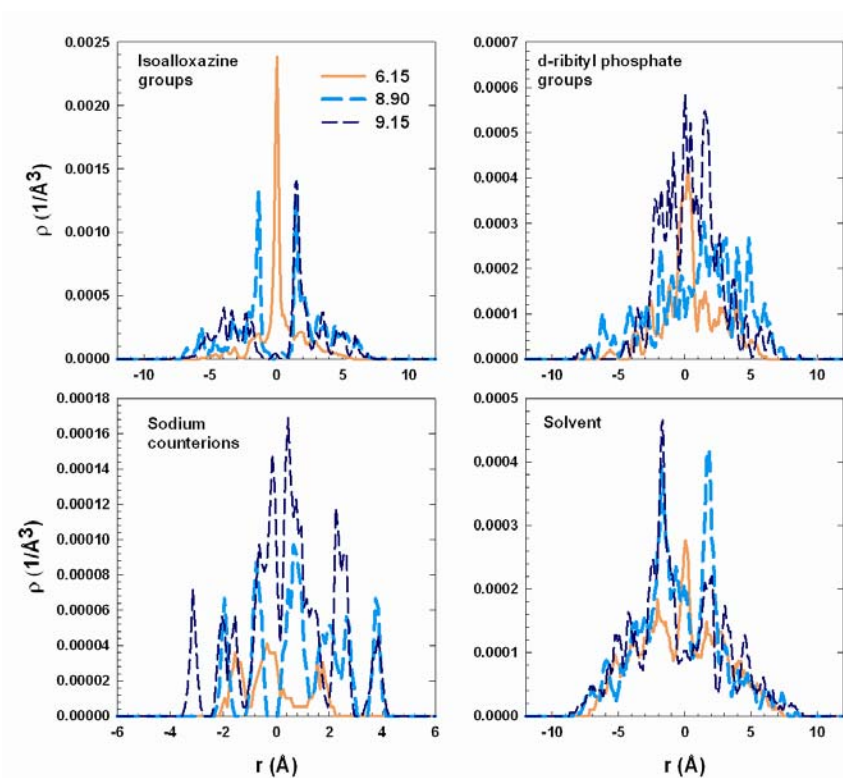 Isoalloxazine
groups
6.15
8.90
9.15
ρ (1/Å3)
0.0025
0.0020
0.0015
0.0010
0.0005
0.0000
-10 -5 0 5 10
d-ribityl phosphate
groups
0.0007
0.0006
0.0005
0.0004
0.0003
0.0002
0.0001
0.0000
-10 -5 0 5 10
Sodium
counterions
ρ (1/Å3)
0.00018
0.00016
0.00014
0.00012
0.00010
0.00008
0.00006
0.00004
0.00002
0.00000
-6 -4 -2 0 2 4 6
r (Å)
Solvent
0.0005
0.0004
0.0003
0.0002
0.0001
0.0000
-10 -5 0 5 10
r (Å)